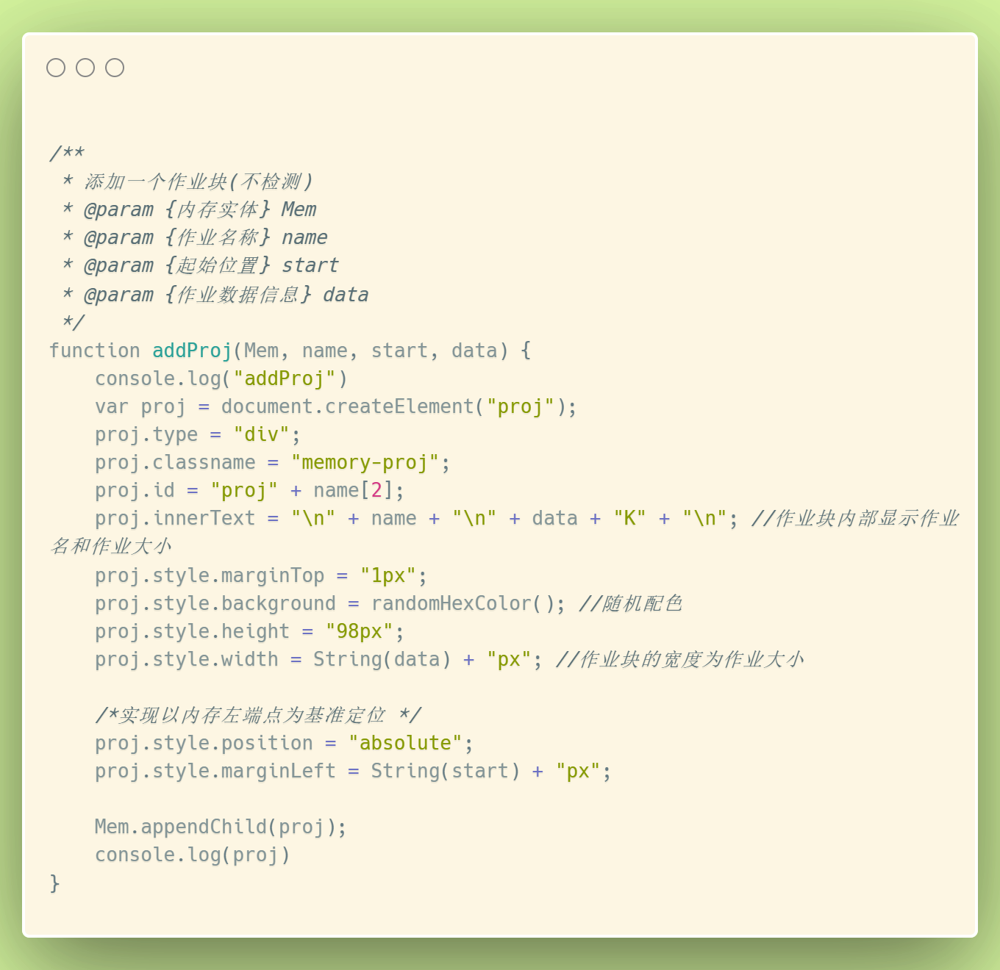 /**
 * 添加一个作业块(不检测)
 * @param {内存实体} Mem
 * @param {作业名称} name
 * @param {起始位置} start
 * @param {作业数据信息} data
 */
function addProj(Mem, name, start, data) {
    console.log("addProj")
    var proj = document.createElement("proj");
    proj.type = "div";
    proj.classname = "memory-proj";
    proj.id = "proj" + name[2];
    proj.innerText = "\n" + name + "\n" + data + "K" + "\n"; //作业块内部显示作业
名和作业大小
    proj.style.marginTop = "1px";
    proj.style.background = randomHexColor(); //随机配色
    proj.style.height = "98px";
    proj.style.width = String(data) + "px"; //作业块的宽度为作业大小

    /*实现以内存左端点为基准定位 */
    proj.style.position = "absolute";
    proj.style.marginLeft = String(start) + "px";

    Mem.appendChild(proj);
    console.log(proj)
}